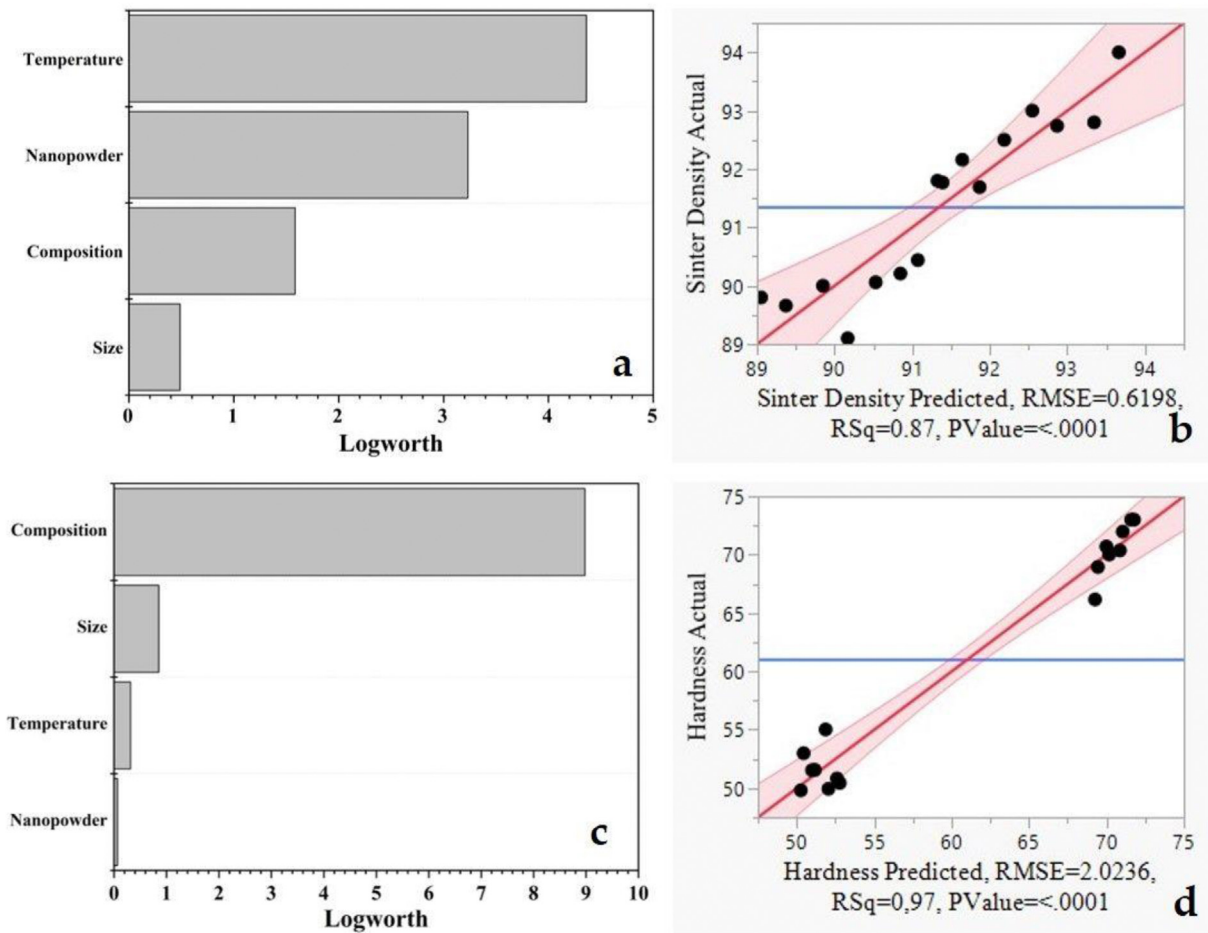 Temperature
Nanopowder
Composition
Size
0 1 2 3 4 5
Logworth
a
94
93
92
91
90
89
Sinter Density Actual
89 90 91 92 93 94
Sinter Density Predicted, RMSE=0.6198,
RSq=0.87, PValue=<.0001
b
Composition
Size
Temperature
Nanopowder
0 1 2 3 4 5 6 7 8 9 10
Logworth
c
75
70
65
60
55
50
Hardness Actual
50 55 60 65 70 75
Hardness Predicted, RMSE=2.0236,
RSq=0,97, PValue=<.0001
d